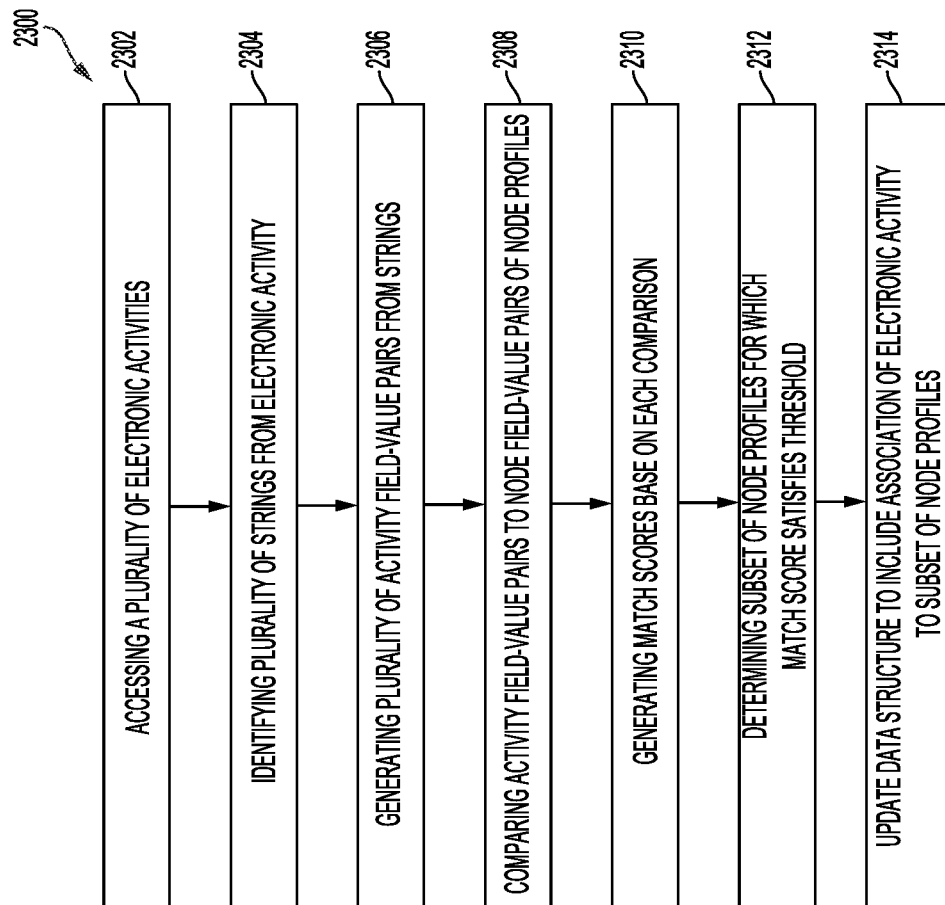 2300
2302
ACCESSING A PLURALITY OF ELECTRONIC ACTIVITIES
2304
IDENTIFYING PLURALITY OF STRINGS FROM ELECTRONIC ACTIVITY
2306
GENERATING PLURALITY OF ACTIVITY FIELD-VALUE PAIRS FROM STRINGS
2308
COMPARING ACTIVITY FIELD-VALUE PAIRS TO NODE FIELD-VALUE PAIRS OF NODE PROFILES
2310
GENERATING MATCH SCORES BASE ON EACH COMPARISON
2312
DETERMINING SUBSET OF NODE PROFILES FOR WHICH
MATCH SCORE SATISFIES THRESHOLD
2314
UPDATE DATA STRUCTURE TO INCLUDE ASSOCIATION OF ELECTRONIC ACTIVITY
TO SUBSET OF NODE PROFILES